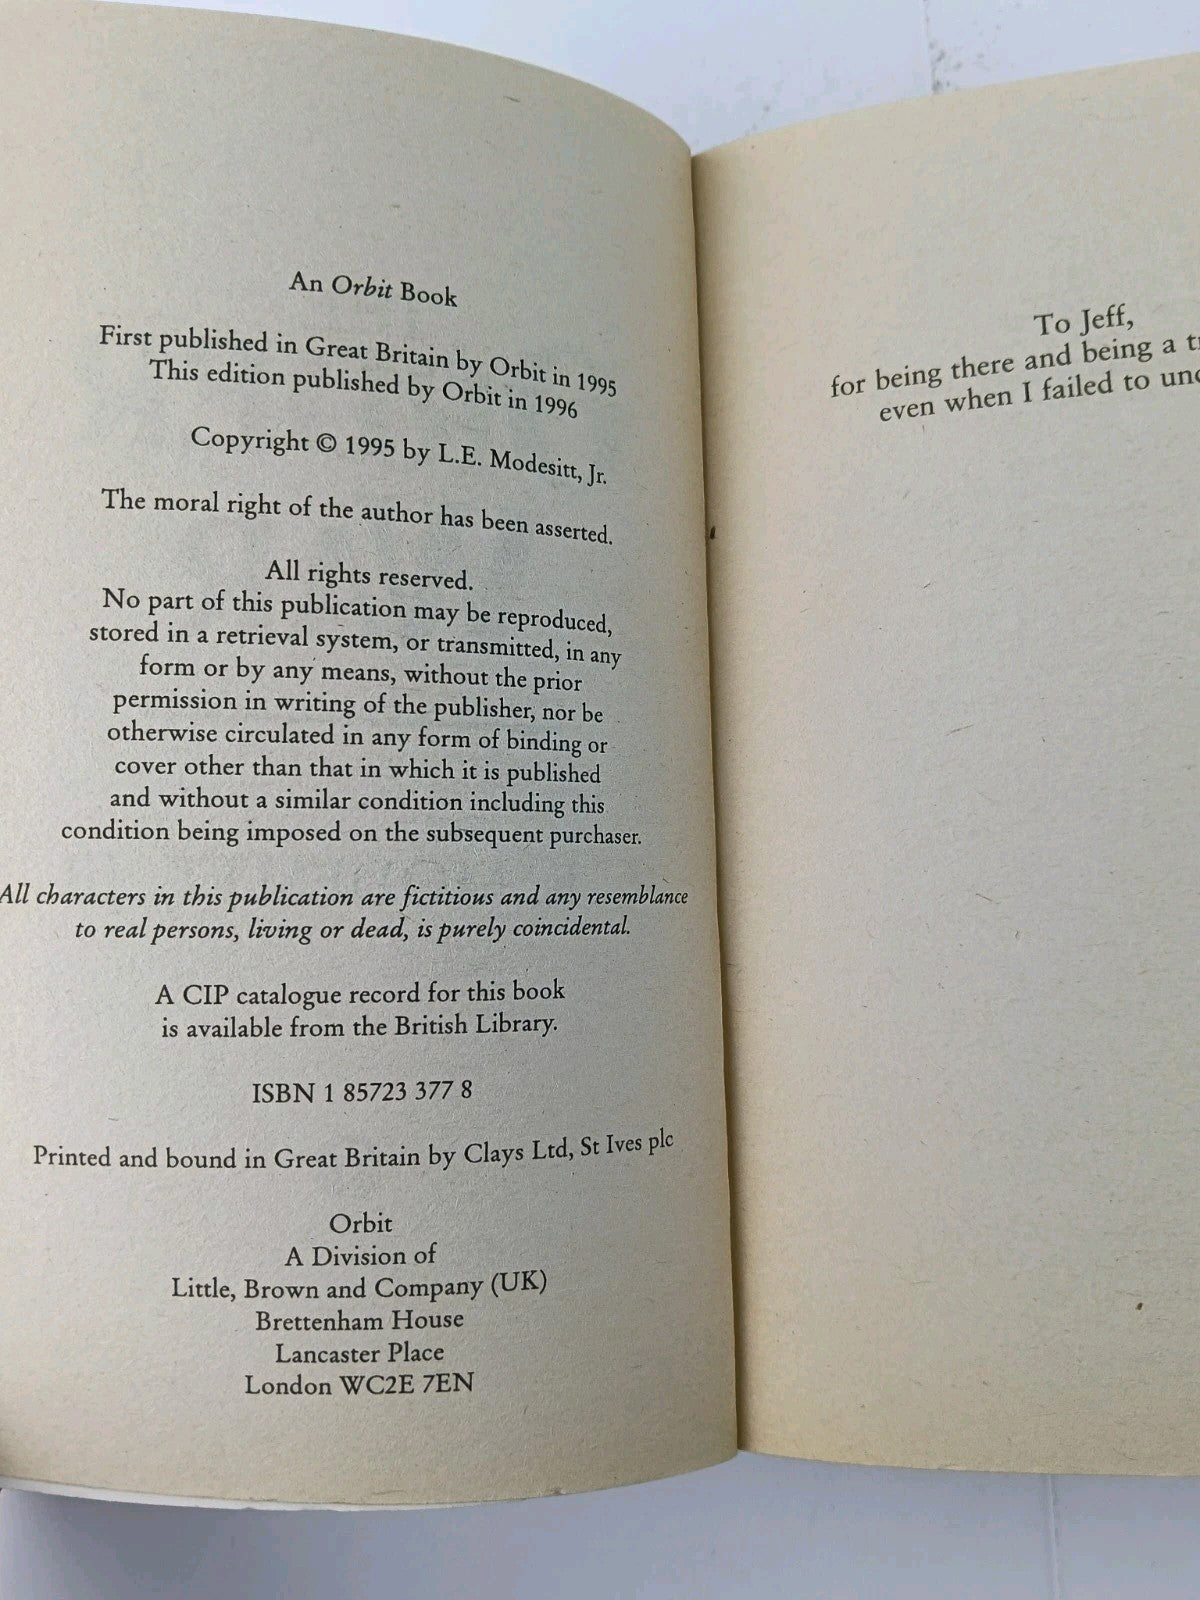 An Orbit Book
First published in Great Britain by Orbit in 1995
This edition published by Orbit in 1996
Copyright © 1995 by L.E. Modesitt, Jr.
The moral right of the author has been asserted.
All rights reserved.
No part of this publication may be reproduced,
stored in a retrieval system, or transmitted, in any
form or by any means, without the prior
permission in writing of the publisher, nor be
otherwise circulated in any form of binding or
cover other than that in which it is published
and without a similar condition including this
condition being imposed on the subsequent purchaser.
All characters in this publication are fictitious and any resemblance
to real persons, living or dead, is purely coincidental.
A CIP catalogue record for this book
is available from the British Library.
ISBN 1 85723 377 8
Printed and bound in Great Britain by Clays Ltd, St Ives plc
Orbit
A Division of
Little, Brown and Company (UK)
Brettenham House
Lancaster Place
London WC2E 7EN
To Jeff,
for being there and being a
even when I failed to